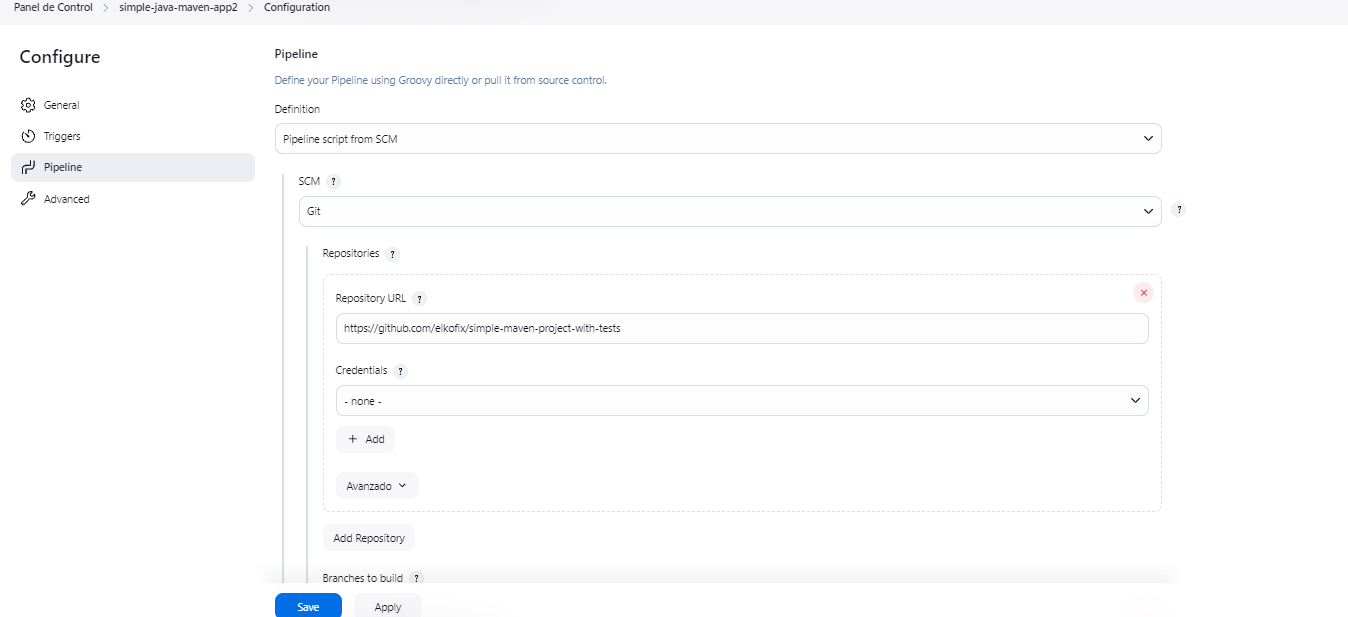 Panel de Control > simple-java-maven-app2 > Configuration
Configure
General
Triggers
Pipeline
Advanced
Pipeline
Define your Pipeline using Groovy directly or pull it from source control.
Definition
Pipeline script from SCM
SCM ?
Git
?
Repositories ?
Repository URL ?
https://github.com/elkofix/simple-maven-project-with-tests
Credentials ?
- none -
+ Add
Avanzado
Add Repository
Branches to build ?
Save Apply